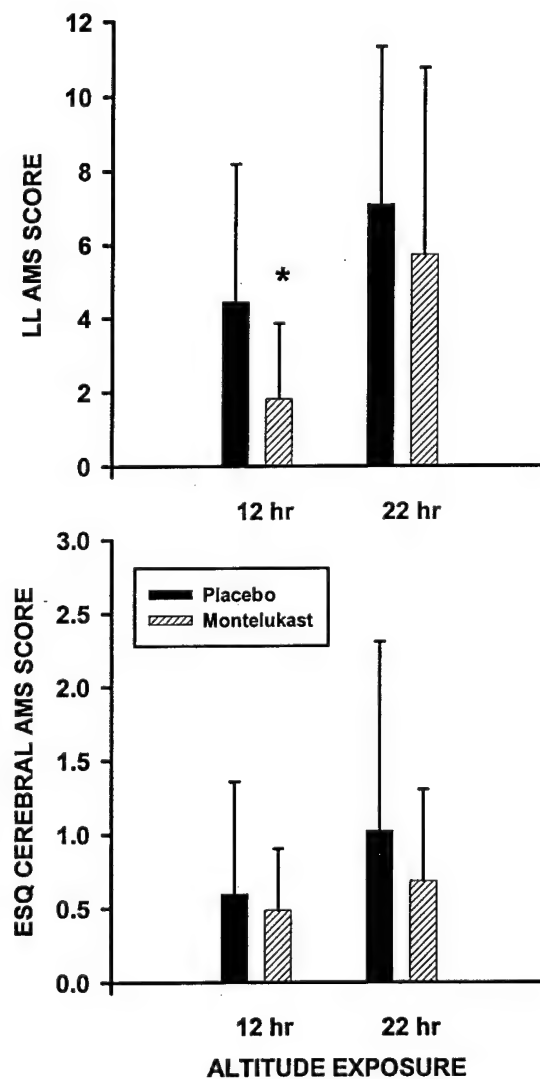 LL AMS SCORE
12
10
8
6
4
2
0
*
12 hr
22 hr
ESQ CEREBRAL AMS SCORE
3.0
2.5
2.0
1.5
1.0
0.5
0.0
Placebo
Montelukast
12 hr
22 hr
ALTITUDE EXPOSURE